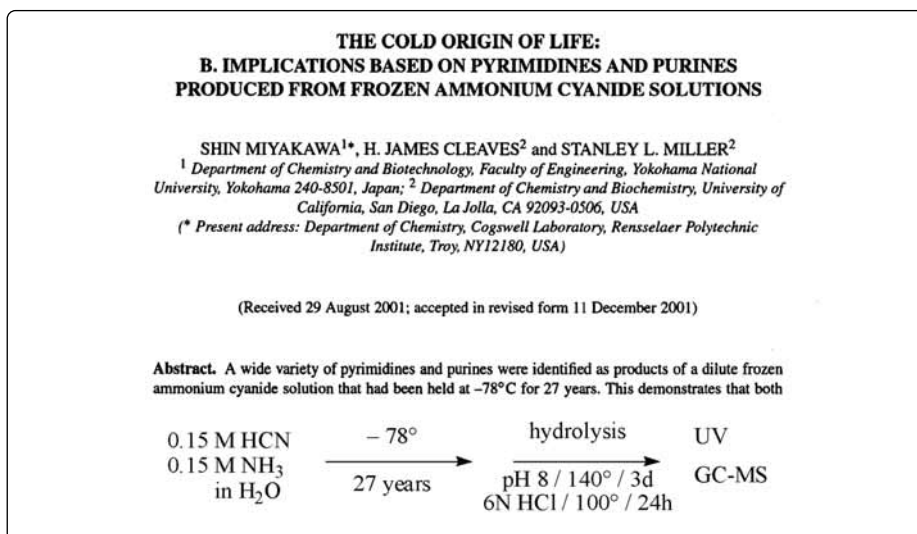 THE COLD ORIGIN OF LIFE:
B. IMPLICATIONS BASED ON PYRIMIDINES AND PURINES
PRODUCED FROM FROZEN AMMONIUM CYANIDE SOLUTIONS
SHIN MIYAKAWA¹*, H. JAMES CLEAVES² and STANLEY L. MILLER²
¹ Department of Chemistry and Biotechnology, Faculty of Engineering, Yokohama National
University, Yokohama 240-8501, Japan; ² Department of Chemistry and Biochemistry, University of
California, San Diego, La Jolla, CA 92093-0506, USA
(* Present address: Department of Chemistry, Cogswell Laboratory, Rensselaer Polytechnic
Institute, Troy, NY12180, USA)
(Received 29 August 2001; accepted in revised form 11 December 2001)
Abstract. A wide variety of pyrimidines and purines were identified as products of a dilute frozen
ammonium cyanide solution that had been held at –78°C for 27 years. This demonstrates that both
0.15 M HCN
0.15 M NH₃
in H₂O
– 78°
27 years
hydrolysis
pH 8 / 140° / 3d
6N HCl / 100° / 24h
UV
GC-MS